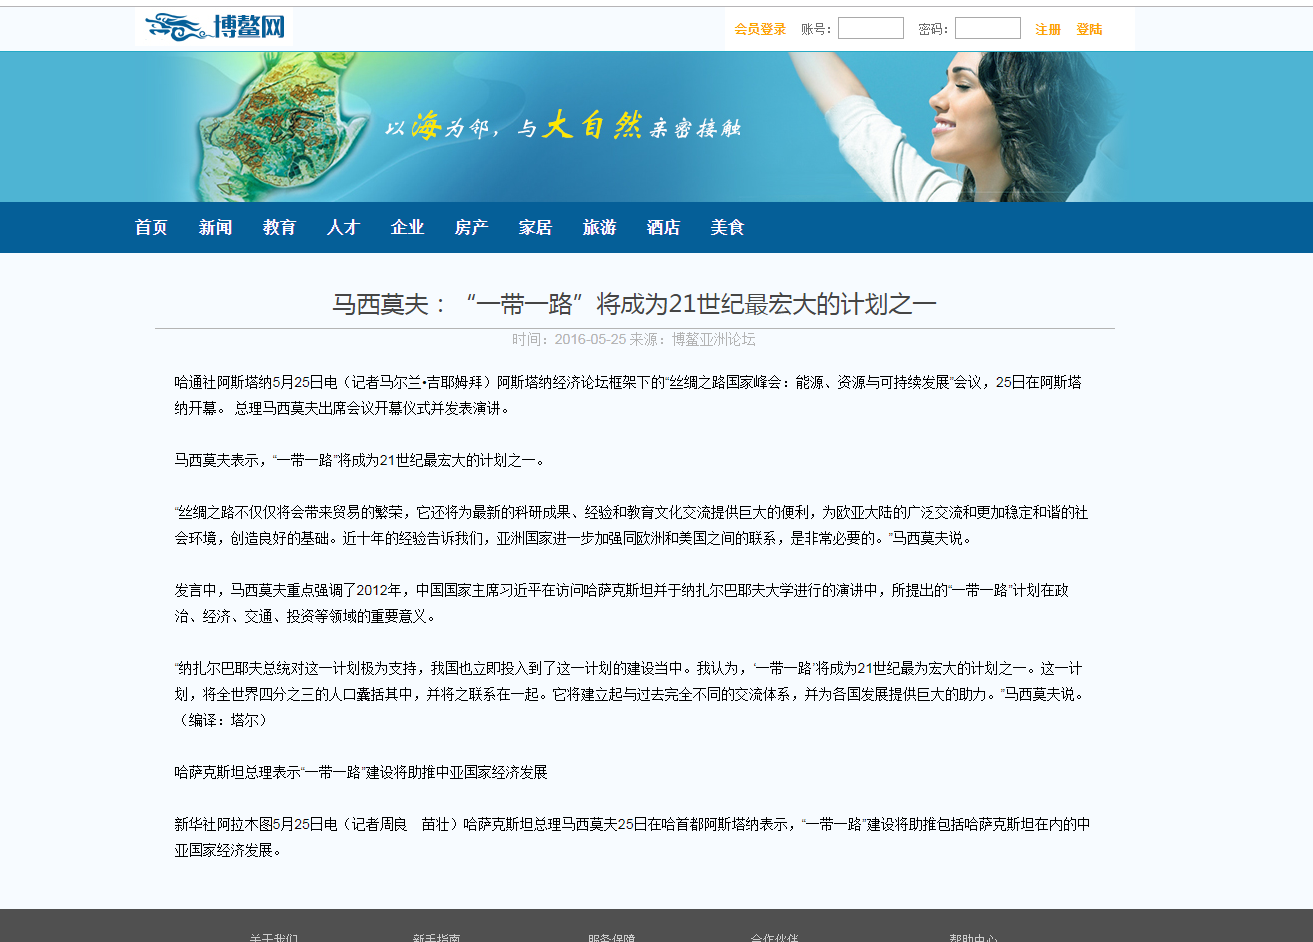 博鳌网
会员登录 账号： 密码： 注册 登陆
以海为邻，与大自然亲密接触
首页 新闻 教育 人才 企业 房产 家居 旅游 酒店 美食
马西莫夫：“一带一路”将成为21世纪最宏大的计划之一
时间：2016-05-25 来源：博鳌亚洲论坛
哈通社阿斯塔纳5月25日电（记者马尔兰•吉耶姆拜）阿斯塔纳经济论坛框架下的“丝绸之路国家峰会：能源、资源与可持续发展”会议，25日在阿斯塔
纳开幕。 总理马西莫夫出席会议开幕仪式并发表演讲。
马西莫夫表示，“一带一路”将成为21世纪最宏大的计划之一。
“丝绸之路不仅仅将会带来贸易的繁荣，它还将为最新的科研成果、经验和教育文化交流提供巨大的便利，为欧亚大陆的广泛交流和更加稳定和谐的社
会环境，创造良好的基础。近十年的经验告诉我们，亚洲国家进一步加强同欧洲和美国之间的联系，是非常必要的。”马西莫夫说。
发言中，马西莫夫重点强调了2012年，中国国家主席习近平在访问哈萨克斯坦并于纳扎尔巴耶夫大学进行的演讲中，所提出的“一带一路”计划在政
治、经济、交通、投资等领域的重要意义。
“纳扎尔巴耶夫总统对这一计划极为支持，我国也立即投入到了这一计划的建设当中。我认为，‘一带一路’将成为21世纪最为宏大的计划之一。这一计
划，将全世界四分之三的人口囊括其中，并将之联系在一起。它将建立起与过去完全不同的交流体系，并为各国发展提供巨大的助力。”马西莫夫说。
（编译：塔尔）
哈萨克斯坦总理表示“一带一路”建设将助推中亚国家经济发展
新华社阿拉木图5月25日电（记者周良　苗壮）哈萨克斯坦总理马西莫夫25日在哈首都阿斯塔纳表示，“一带一路”建设将助推包括哈萨克斯坦在内的中
亚国家经济发展。
关于我们 新手指南 服务保障 合作伙伴 帮助中心